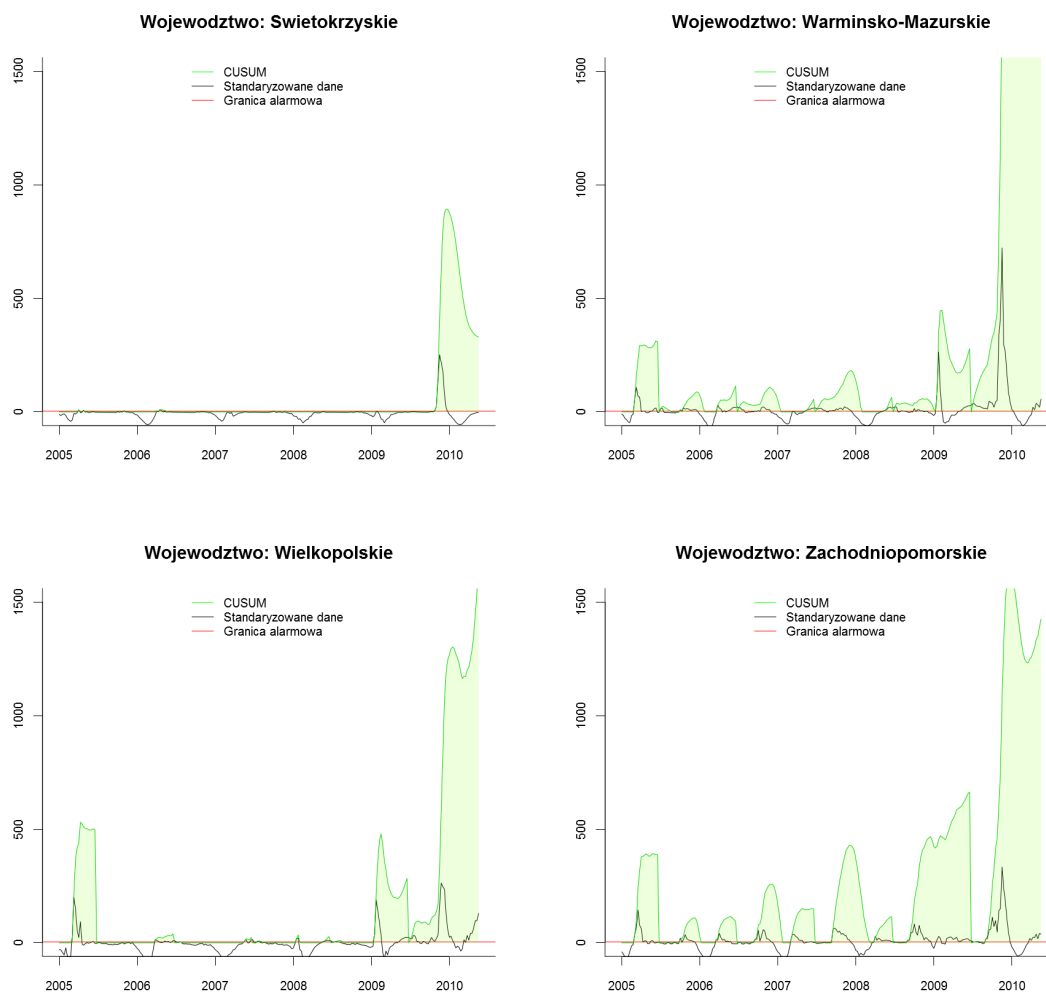 Wojewodztwo: Swietokrzyskie
CUSUM
Standaryzowane dane
Granica alarmowa
1500
1000
500
0
2005 2006 2007 2008 2009 2010
Wojewodztwo: Warminsko-Mazurskie
CUSUM
Standaryzowane dane
Granica alarmowa
1500
1000
500
0
2005 2006 2007 2008 2009 2010
Wojewodztwo: Wielkopolskie
CUSUM
Standaryzowane dane
Granica alarmowa
1500
1000
500
0
2005 2006 2007 2008 2009 2010
Wojewodztwo: Zachodniopomorskie
CUSUM
Standaryzowane dane
Granica alarmowa
1500
1000
500
0
2005 2006 2007 2008 2009 2010